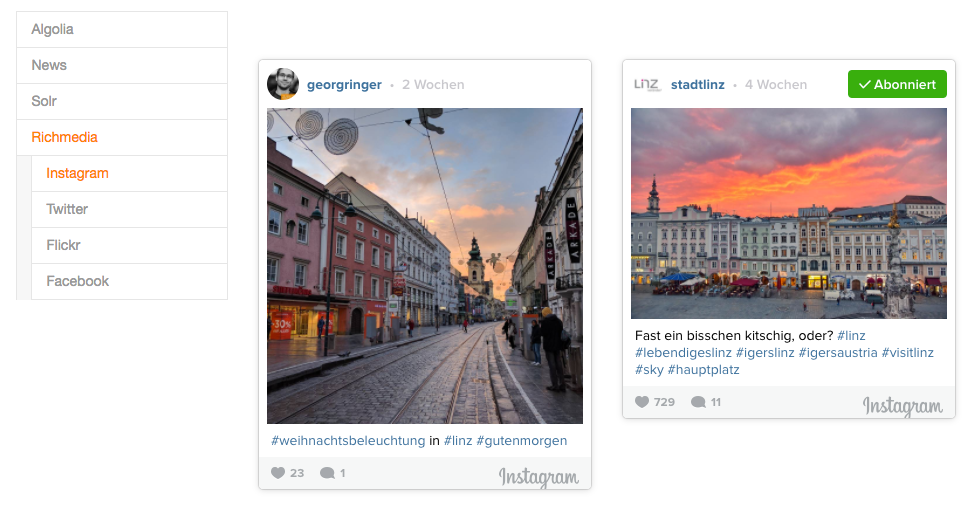 Algolia
News
Solr
Richmedia
Instagram
Twitter
Flickr
Facebook
georgringer • 2 Wochen
ARKADE
ARKADE
-30%
#weihnachtsbeleuchtung in #linz #gutenmorgen
23 1
Instagram
LinZ
stadtlinz • 4 Wochen
Abonniert
Fast ein bisschen kitschig, oder? #linz
#lebendigeslinz #igerslinz #igersaustria #visitlinz
#sky #hauptplatz
729 11
Instagram